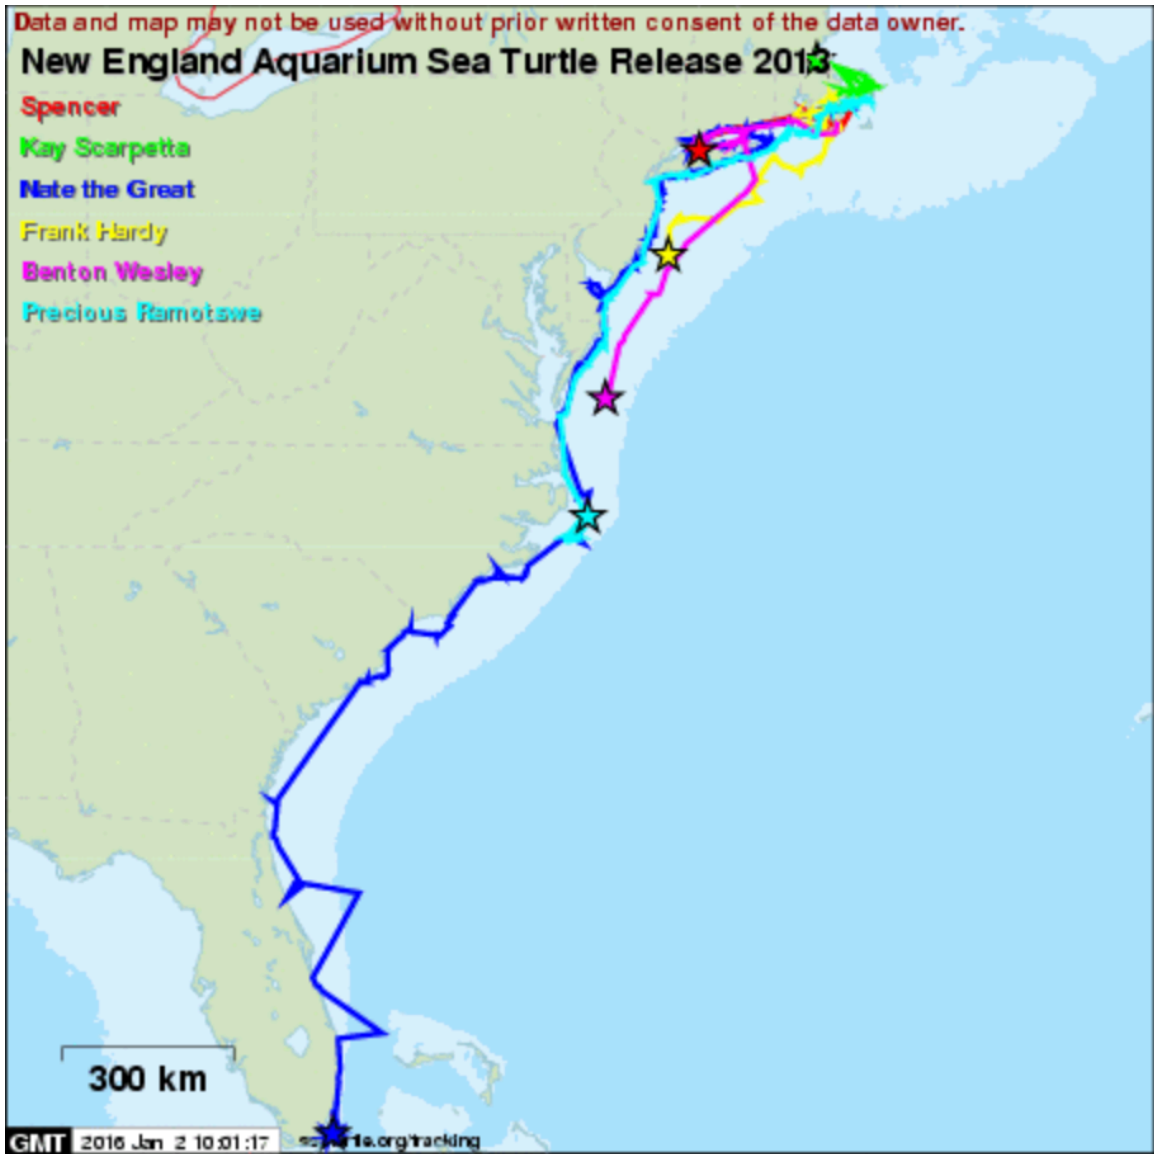 Data and map may not be used without prior written consent of the data owner.
New England Aquarium Sea Turtle Release 2013
Spencer
Kay Scarpetta
Nate the Great
Frank Hardy
Benton Wesley
Precious Ramotswe
300 km
GMT 2016 Jan 2 10:01:17